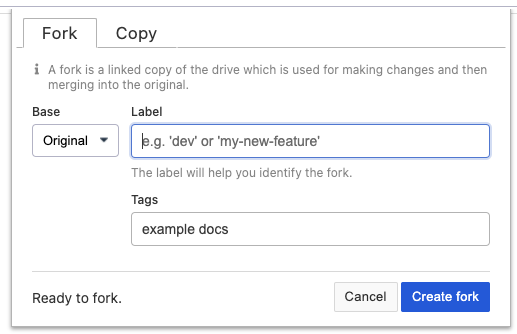 Fork Copy
A fork is a linked copy of the drive which is used for making changes and then
merging into the original.
Base Label
Original e.g. 'dev' or 'my-new-feature'
The label will help you identify the fork.
Tags
example docs
Ready to fork. Cancel Create fork